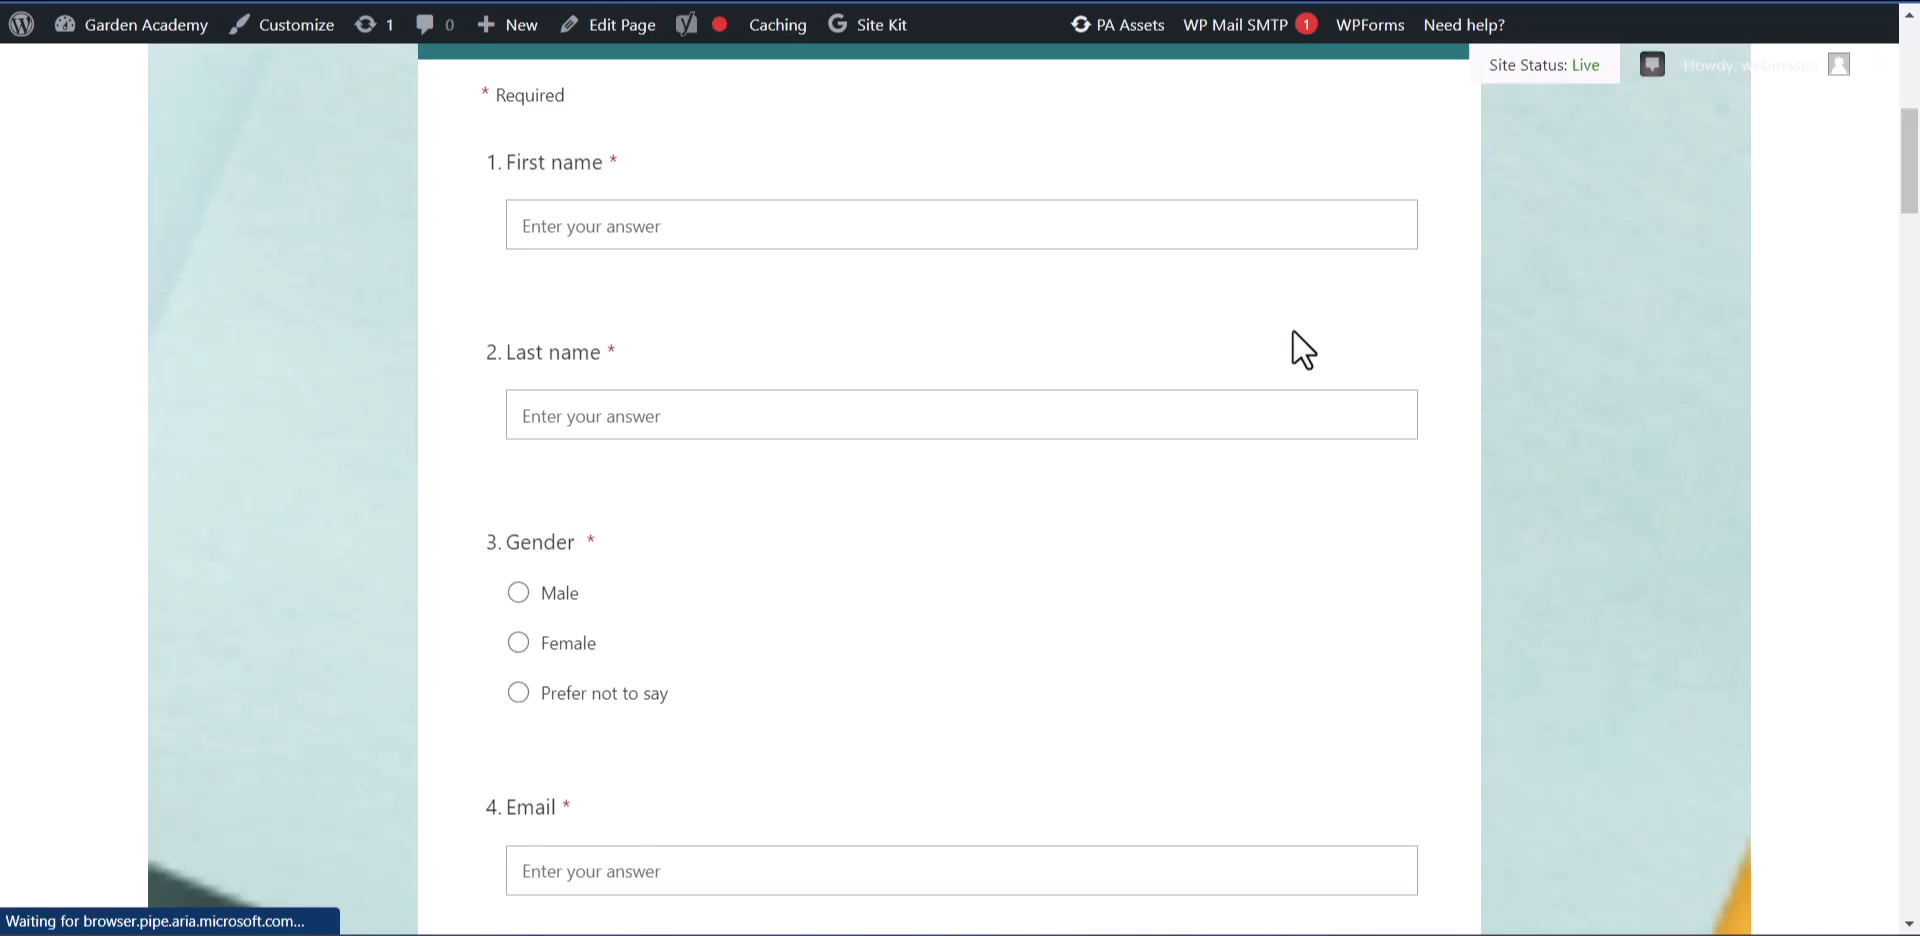 Garden Academy Customize 1 0 New Edit Page Caching Site Kit PA Assets WP Mail SMTP 1 WPForms Need help?
Site Status: Live Howdy, webmaster
* Required
1. First name *
Enter your answer
2. Last name *
Enter your answer
3. Gender *
Male
Female
Prefer not to say
4. Email *
Enter your answer
Waiting for browser.pipe.aria.microsoft.com...